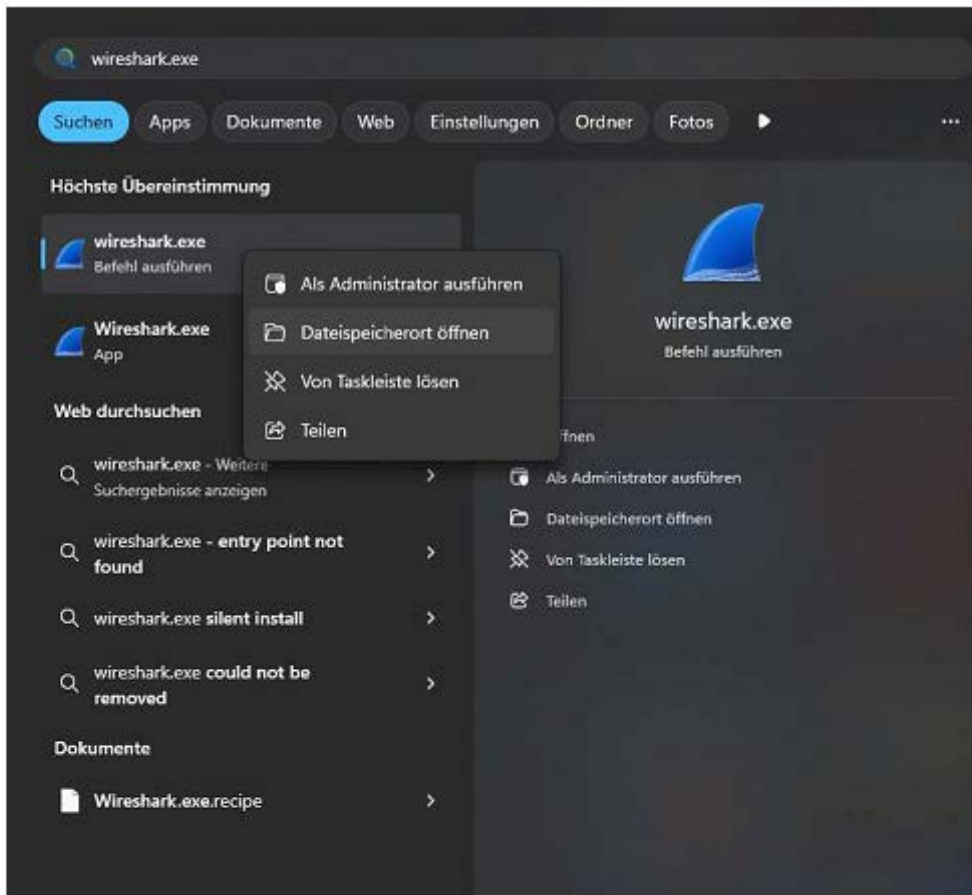 wireshark.exe
Suchen Apps Dokumente Web Einstellungen Ordner Fotos ...
Höchste Übereinstimmung
wireshark.exe
Befehl ausführen
Wireshark.exe
App
Als Administrator ausführen
Dateispeicherort öffnen
Von Taskleiste lösen
Teilen
Web durchsuchen
wireshark.exe - Weitere
Suchergebnisse anzeigen
wireshark.exe - entry point not
found
wireshark.exe silent install
wireshark.exe could not be
removed
Dokumente
Wireshark.exe.recipe
wireshark.exe
Befehl ausführen
ffnen
Als Administrator ausführen
Dateispeicherort öffnen
Von Taskleiste lösen
Teilen